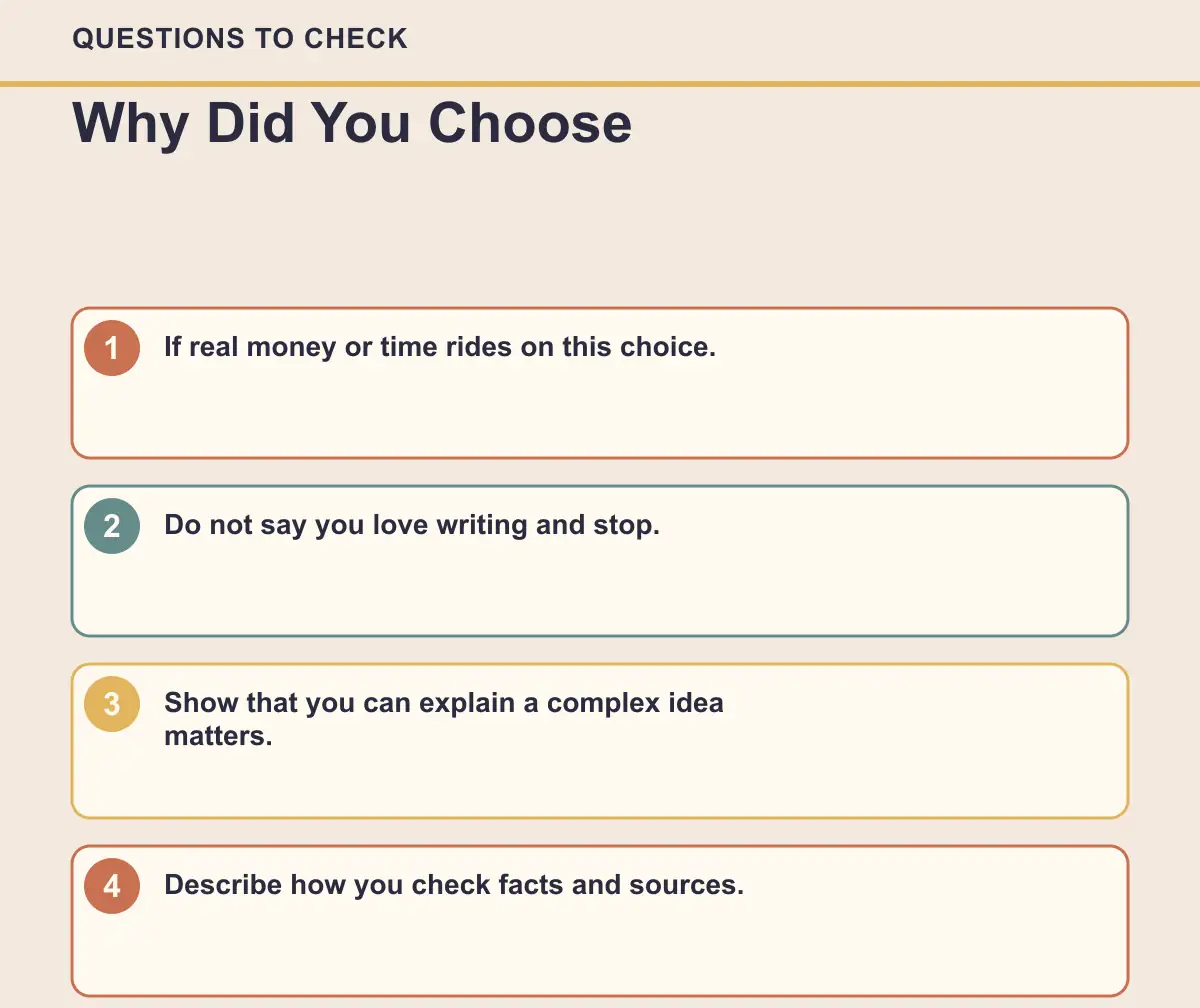 QUESTIONS TO CHECK
Why Did You Choose
1
If real money or time rides on this choice.
2
Do not say you love writing and stop.
3
Show that you can explain a complex idea
matters.
4
Describe how you check facts and sources.